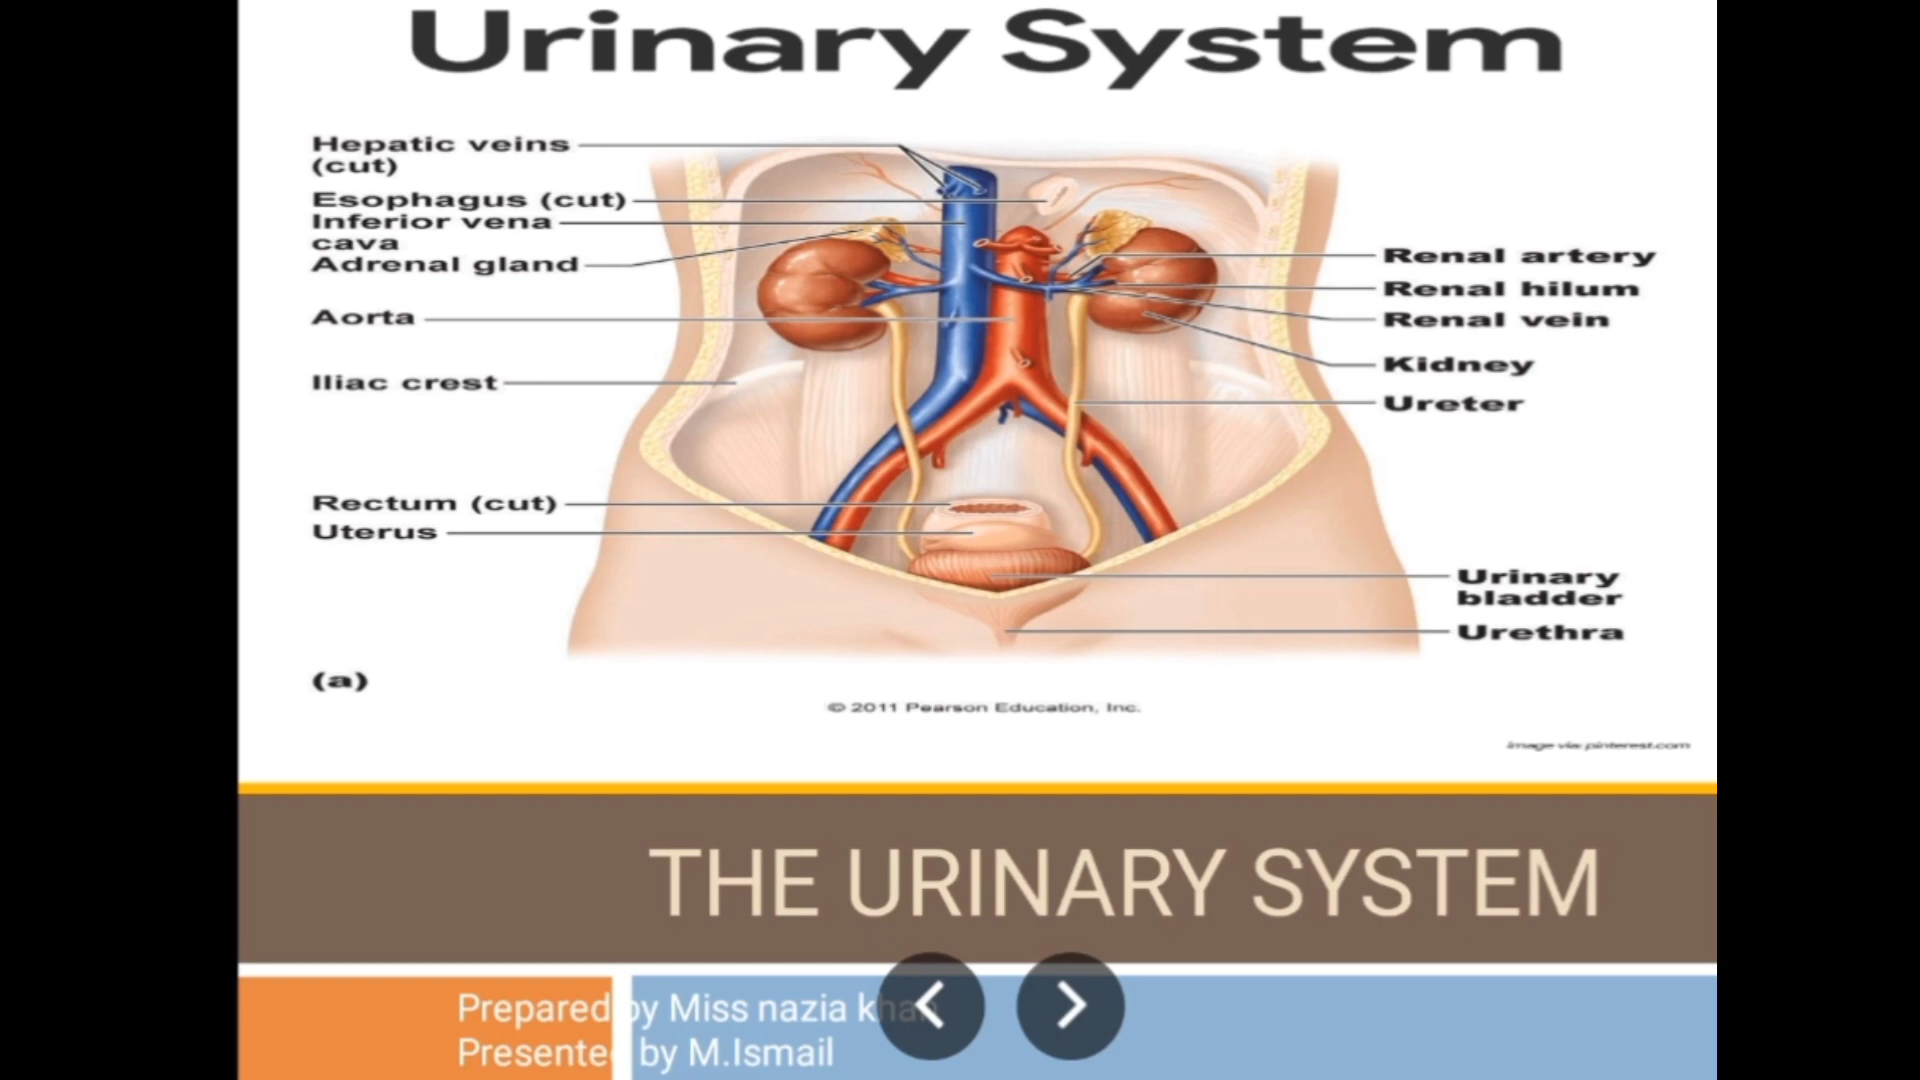 Urinary System
Hepatic veins
(cut)
Esophagus (cut)
Inferior vena
cava
Adrenal gland
Aorta
Iliac crest
Rectum (cut)
Uterus
Renal artery
Renal hilum
Renal vein
Kidney
Ureter
Urinary
bladder
Urethra
(a)
© 2011 Pearson Education, Inc.
image via: pinterest.com
THE URINARY SYSTEM
Prepared by Miss nazia khan
Presented by M.Ismail